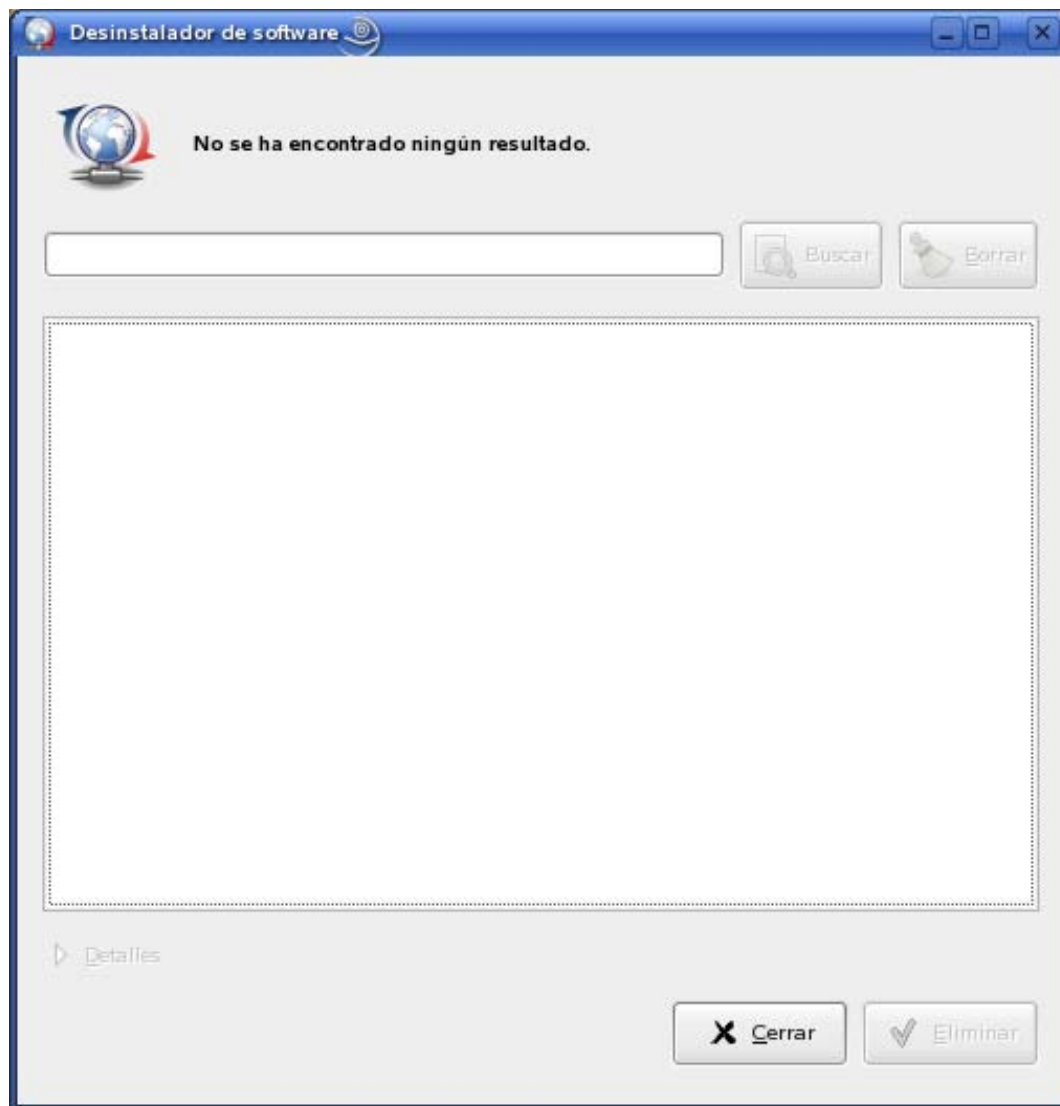 Desinstalador de software
No se ha encontrado ningún resultado.
Buscar
Borrar
Detalles
Cerrar
Eliminar